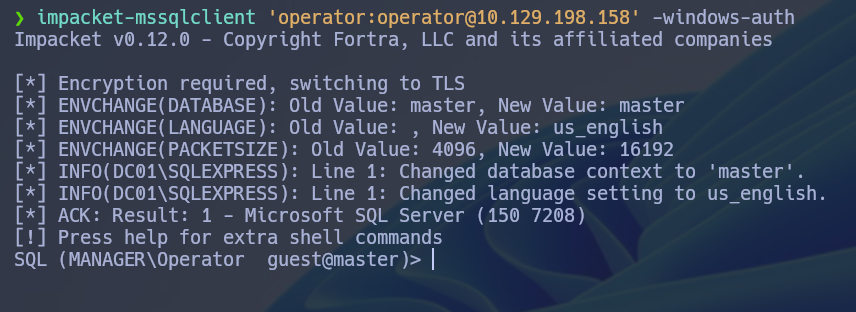 ❯ impacket-mssqlclient 'operator:operator@10.129.198.158' -windows-auth
Impacket v0.12.0 - Copyright Fortra, LLC and its affiliated companies
[*] Encryption required, switching to TLS
[*] ENVCHANGE(DATABASE): Old Value: master, New Value: master
[*] ENVCHANGE(LANGUAGE): Old Value: , New Value: us_english
[*] ENVCHANGE(PACKETSIZE): Old Value: 4096, New Value: 16192
[*] INFO(DC01\SQLEXPRESS): Line 1: Changed database context to 'master'.
[*] INFO(DC01\SQLEXPRESS): Line 1: Changed language setting to us_english.
[*] ACK: Result: 1 - Microsoft SQL Server (150 7208)
[!] Press help for extra shell commands
SQL (MANAGER\Operator  guest@master)>